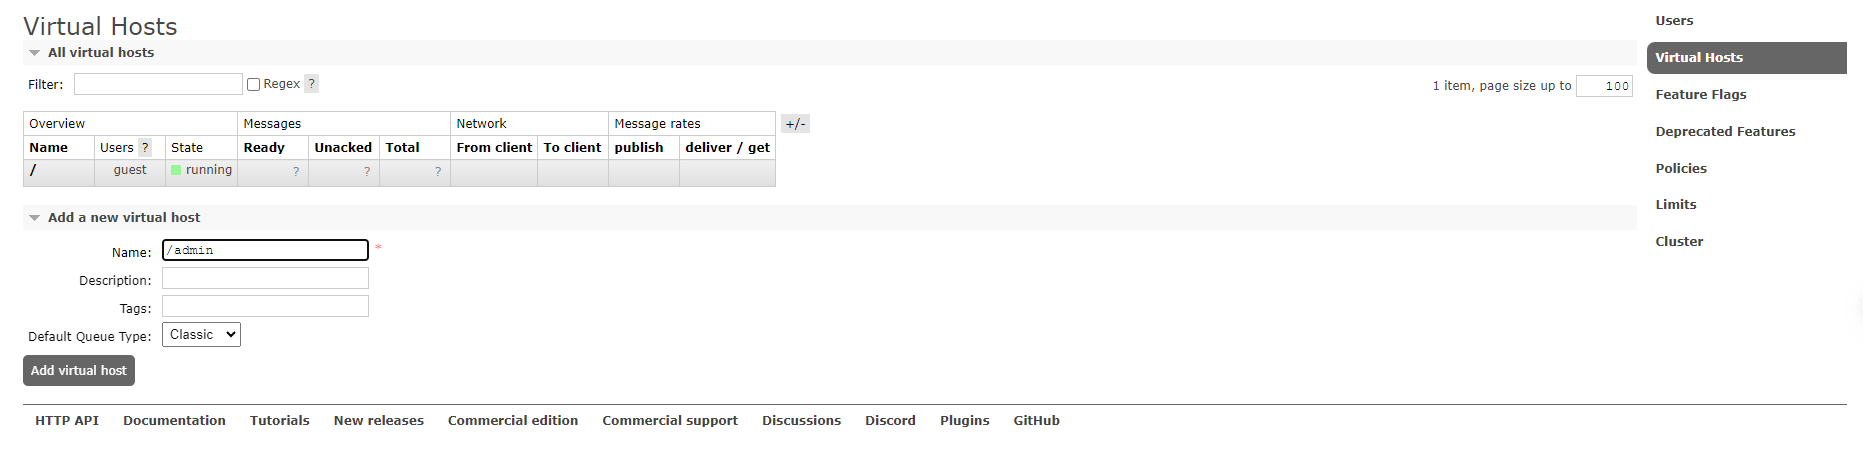 Virtual Hosts
All virtual hosts
Filter: Regex ? 1 item, page size up to 100
Overview Messages Network Message rates +/-
Name Users ? State Ready Unacked Total From client To client publish deliver / get
/ guest running ? ? ?
Add a new virtual host
Name: /admin *
Description:
Tags:
Default Queue Type: Classic
Add virtual host
HTTP API Documentation Tutorials New releases Commercial edition Commercial support Discussions Discord Plugins GitHub
Users
Virtual Hosts
Feature Flags
Deprecated Features
Policies
Limits
Cluster